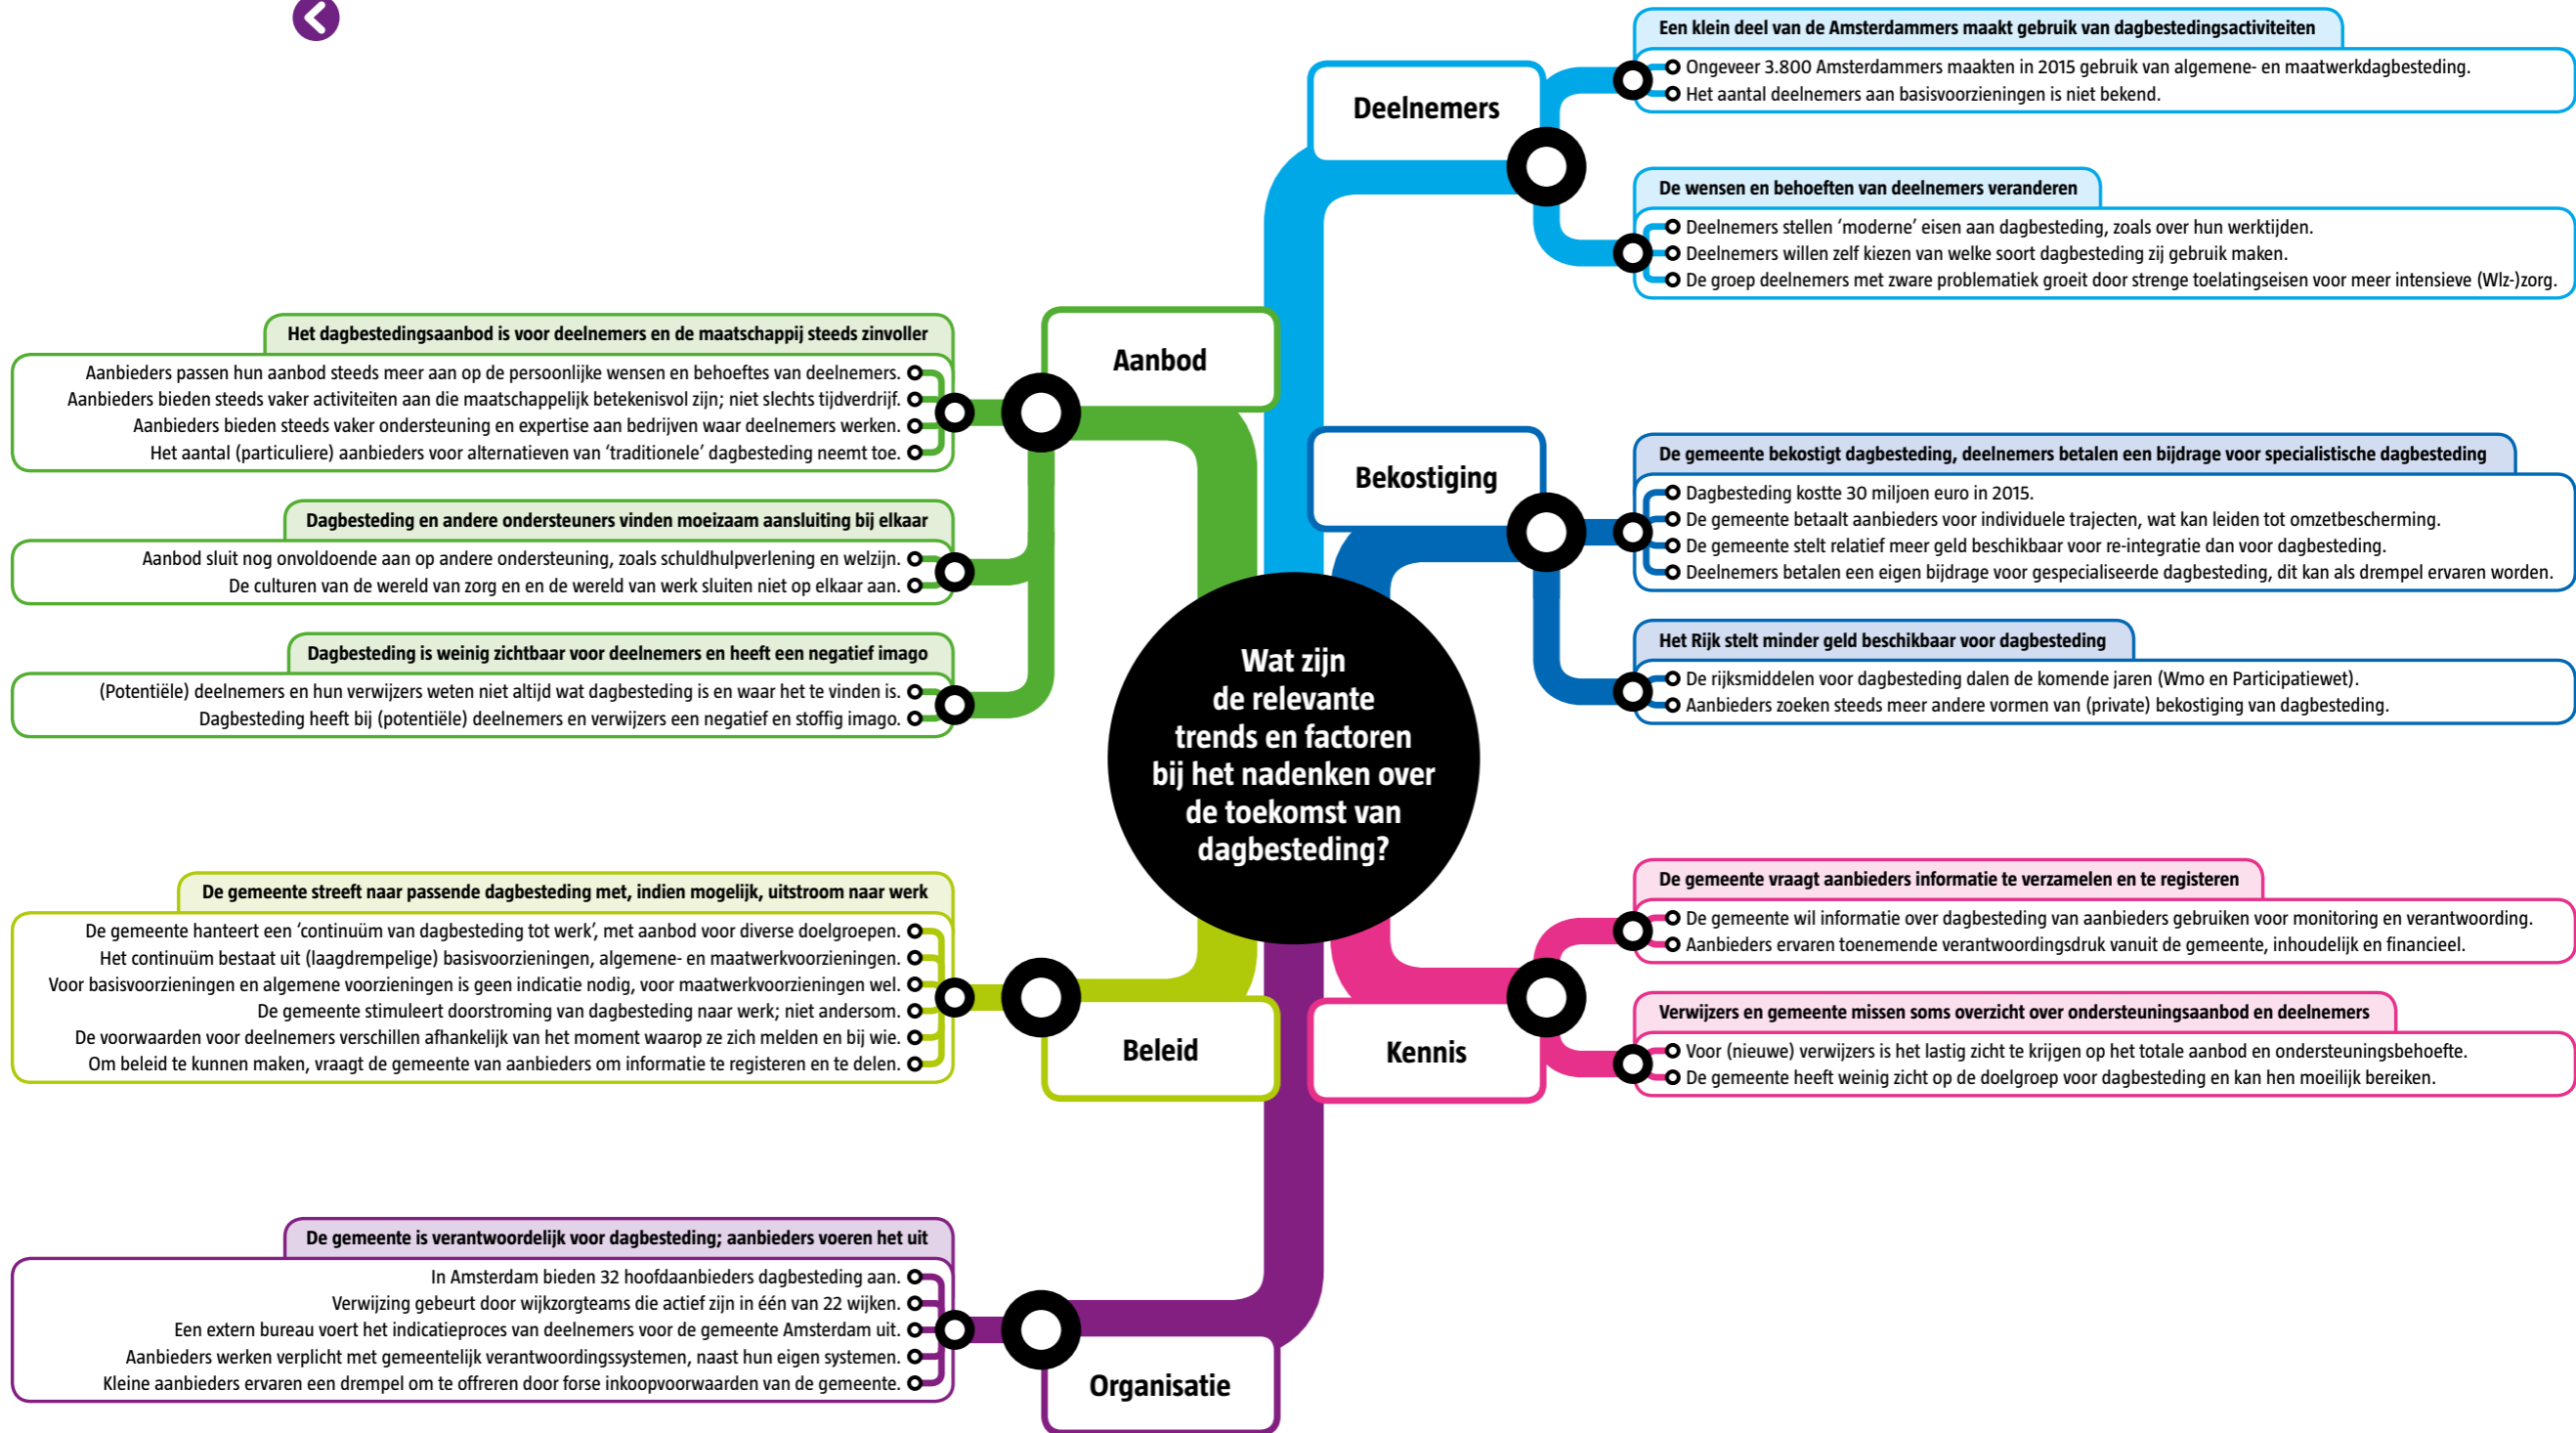 Wat zijn
de relevante
trends en factoren
bij het nadenken over
de toekomst van
dagbesteding?
Deelnemers
Een klein deel van de Amsterdammers maakt gebruik van dagbestedingsactiviteiten
Ongeveer 3.800 Amsterdammers maakten in 2015 gebruik van algemene- en maatwerkdagbesteding.
Het aantal deelnemers aan basisvoorzieningen is niet bekend.
De wensen en behoeften van deelnemers veranderen
Deelnemers stellen ‘moderne’ eisen aan dagbesteding, zoals over hun werktijden.
Deelnemers willen zelf kiezen van welke soort dagbesteding zij gebruik maken.
De groep deelnemers met zware problematiek groeit door strenge toelatingseisen voor meer intensieve (Wlz-)zorg.
Bekostiging
De gemeente bekostigt dagbesteding, deelnemers betalen een bijdrage voor specialistische dagbesteding
Dagbesteding kostte 30 miljoen euro in 2015.
De gemeente betaalt aanbieders voor individuele trajecten, wat kan leiden tot omzetbescherming.
De gemeente stelt relatief meer geld beschikbaar voor re-integratie dan voor dagbesteding.
Deelnemers betalen een eigen bijdrage voor gespecialiseerde dagbesteding, dit kan als drempel ervaren worden.
Het Rijk stelt minder geld beschikbaar voor dagbesteding
De rijksmiddelen voor dagbesteding dalen de komende jaren (Wmo en Participatiewet).
Aanbieders zoeken steeds meer andere vormen van (private) bekostiging van dagbesteding.
Kennis
De gemeente vraagt aanbieders informatie te verzamelen en te registeren
De gemeente wil informatie over dagbesteding van aanbieders gebruiken voor monitoring en verantwoording.
Aanbieders ervaren toenemende verantwoordingsdruk vanuit de gemeente, inhoudelijk en financieel.
Verwijzers en gemeente missen soms overzicht over ondersteuningsaanbod en deelnemers
Voor (nieuwe) verwijzers is het lastig zicht te krijgen op het totale aanbod en ondersteuningsbehoefte.
De gemeente heeft weinig zicht op de doelgroep voor dagbesteding en kan hen moeilijk bereiken.
Organisatie
De gemeente is verantwoordelijk voor dagbesteding; aanbieders voeren het uit
In Amsterdam bieden 32 hoofdaanbieders dagbesteding aan.
Verwijzing gebeurt door wijkzorgteams die actief zijn in één van 22 wijken.
Een extern bureau voert het indicatieproces van deelnemers voor de gemeente Amsterdam uit.
Aanbieders werken verplicht met gemeentelijk verantwoordingssystemen, naast hun eigen systemen.
Kleine aanbieders ervaren een drempel om te offreren door forse inkoopvoorwaarden van de gemeente.
Beleid
De gemeente streeft naar passende dagbesteding met, indien mogelijk, uitstroom naar werk
De gemeente hanteert een ‘continuüm van dagbesteding tot werk’, met aanbod voor diverse doelgroepen.
Het continuüm bestaat uit (laagdrempelige) basisvoorzieningen, algemene- en maatwerkvoorzieningen.
Voor basisvoorzieningen en algemene voorzieningen is geen indicatie nodig, voor maatwerkvoorzieningen wel.
De gemeente stimuleert doorstroming van dagbesteding naar werk; niet andersom.
De voorwaarden voor deelnemers verschillen afhankelijk van het moment waarop ze zich melden en bij wie.
Om beleid te kunnen maken, vraagt de gemeente van aanbieders om informatie te registeren en te delen.
Aanbod
Het dagbestedingsaanbod is voor deelnemers en de maatschappij steeds zinvoller
Aanbieders passen hun aanbod steeds meer aan op de persoonlijke wensen en behoeftes van deelnemers.
Aanbieders bieden steeds vaker activiteiten aan die maatschappelijk betekenisvol zijn; niet slechts tijdverdrijf.
Aanbieders bieden steeds vaker ondersteuning en expertise aan bedrijven waar deelnemers werken.
Het aantal (particuliere) aanbieders voor alternatieven van ‘traditionele’ dagbesteding neemt toe.
Dagbesteding en andere ondersteuners vinden moeizaam aansluiting bij elkaar
Aanbod sluit nog onvoldoende aan op andere ondersteuning, zoals schuldhulpverlening en welzijn.
De culturen van de wereld van zorg en en de wereld van werk sluiten niet op elkaar aan.
Dagbesteding is weinig zichtbaar voor deelnemers en heeft een negatief imago
(Potentiële) deelnemers en hun verwijzers weten niet altijd wat dagbesteding is en waar het te vinden is.
Dagbesteding heeft bij (potentiële) deelnemers en verwijzers een negatief en stoffig imago.